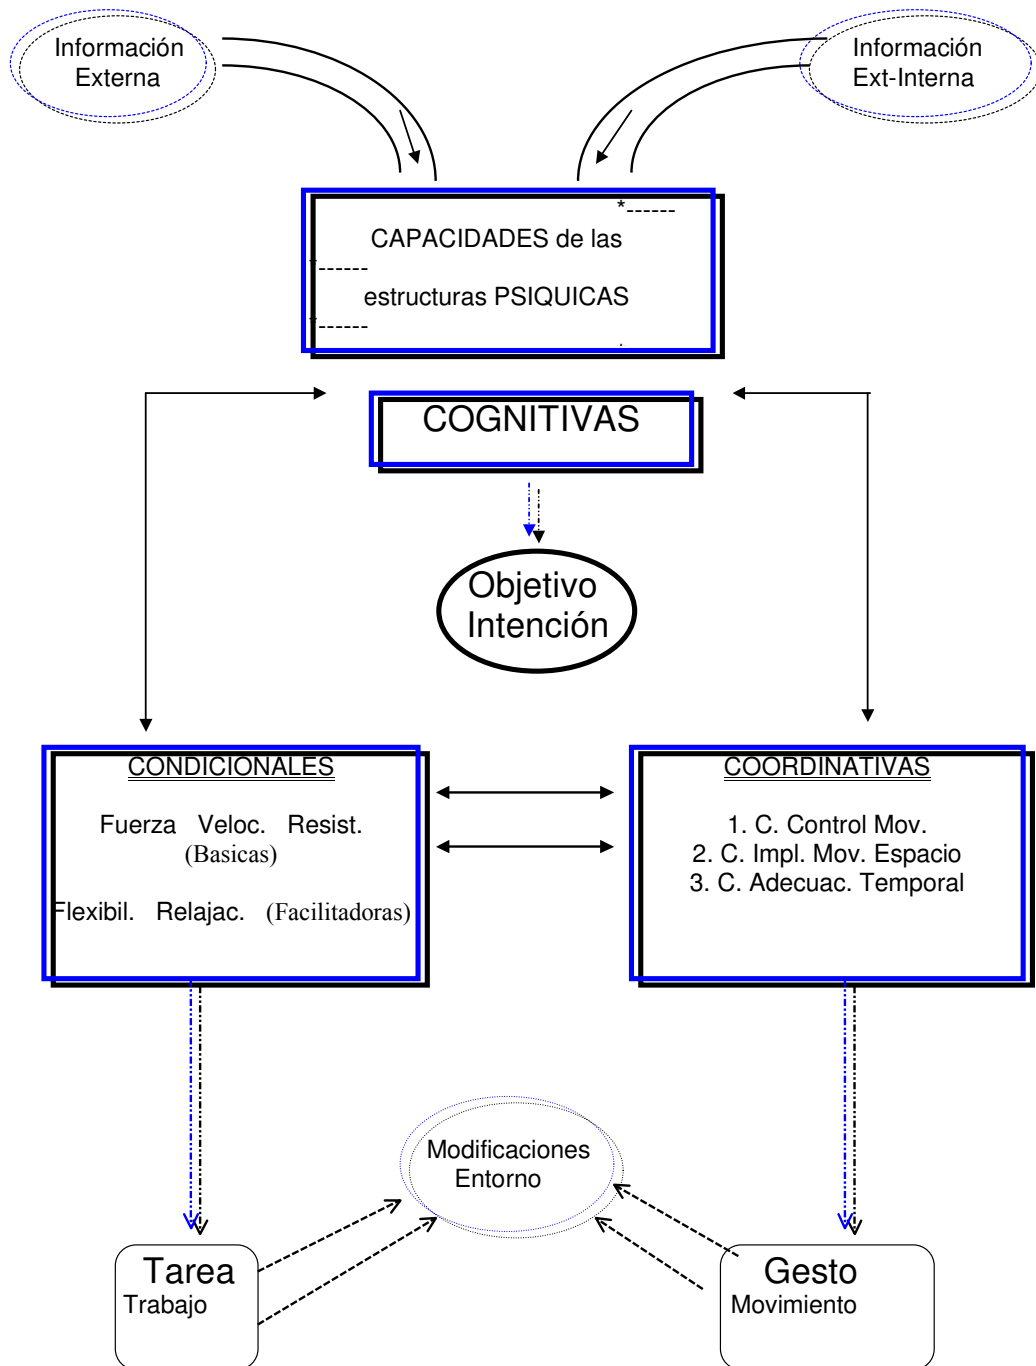 Información
Externa
Información
Ext-Interna
*------
CAPACIDADES de las
*------
estructuras PSIQUICAS
*------
.
COGNITIVAS
Objetivo
Intención
CONDICIONALES
Fuerza Veloc. Resist.
(Basicas)
Flexibil. Relajac. (Facilitadoras)
COORDINATIVAS
1. C. Control Mov.
2. C. Impl. Mov. Espacio
3. C. Adecuac. Temporal
Modificaciones
Entorno
Tarea
Trabajo
Gesto
Movimiento